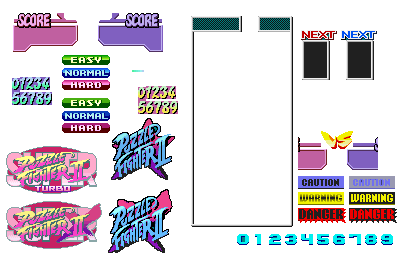 SCORE SCORE
NEXT NEXT
EASY
NORMAL
HARD
01234
56789
01234
56789
EASY
NORMAL
HARD
SUPER PUZZLE FIGHTER II TURBO
PUZZLE FIGHTER II
SUPER PUZZLE FIGHTER II
PUZZLE FIGHTER II
CAUTION CAUTION
WARNING WARNING
DANGER DANGER
0123456789